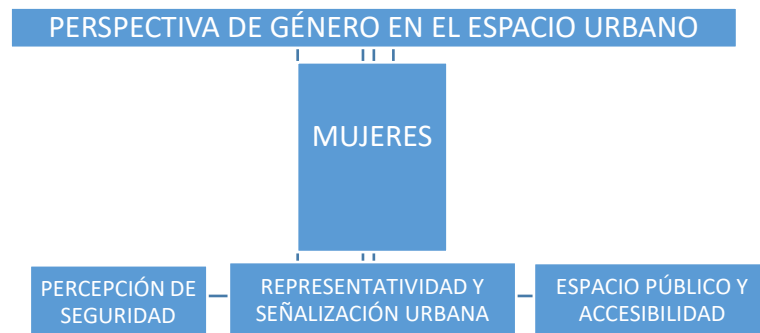 PERSPECTIVA DE GÉNERO EN EL ESPACIO URBANO
MUJERES
PERCEPCIÓN DE
SEGURIDAD
REPRESENTATIVIDAD Y
SEÑALIZACIÓN URBANA
ESPACIO PÚBLICO Y
ACCESIBILIDAD